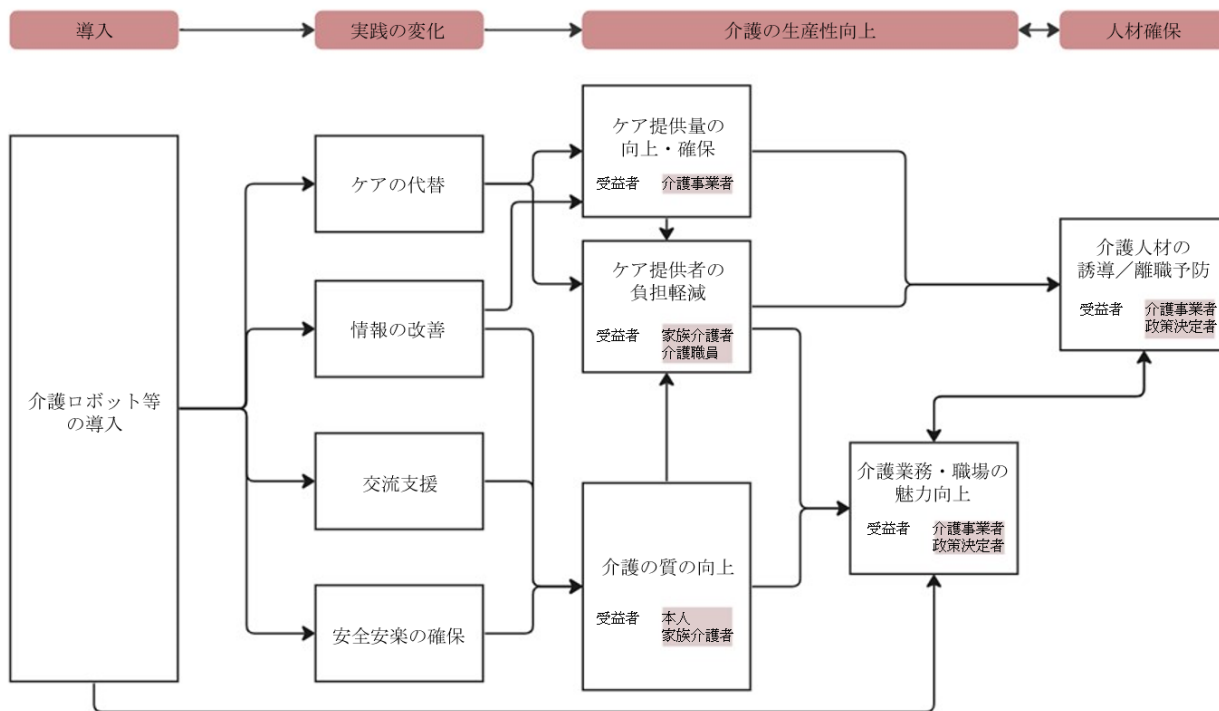 導入
実践の変化
介護の生産性向上
人材確保
介護ロボット等
の導入
ケアの代替
情報の改善
交流支援
安全安楽の確保
ケア提供量の
向上・確保
受益者 介護事業者
ケア提供者の
負担軽減
受益者 家族介護者
介護職員
介護の質の向上
受益者 本人
家族介護者
介護業務・職場の
魅力向上
受益者 介護事業者
政策決定者
介護人材の
誘導／離職予防
受益者 介護事業者
政策決定者